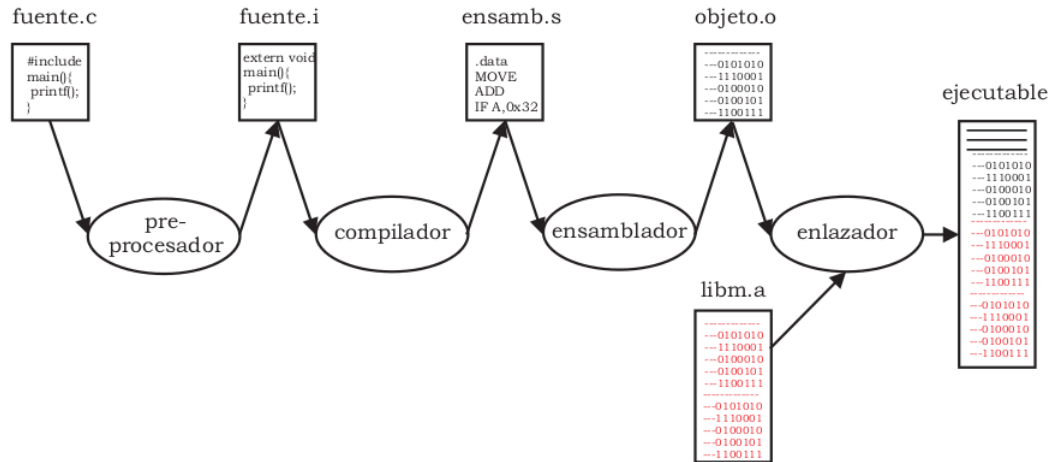 fuente.c
#include
main(){
printf();
}
pre-
procesador
fuente.i
extern void
main(){
printf();
}
compilador
ensamb.s
.data
MOVE
ADD
IF A,0x32
ensamblador
objeto.o
--------------
---0101010
---1110001
---0100010
---0100101
---1100111
enlazador
libm.a
--------------
---0101010
---1110001
---0100010
---0100101
---1100111
--------------
---0101010
---1110001
---0100010
---0100101
---1100111
ejecutable
--------------
---0101010
---1110001
---0100010
---0100101
---1100111
--------------
---0101010
---1110001
---0100010
---0100101
---1100111
--------------
---0101010
---1110001
---0100010
---0100101
---1100111